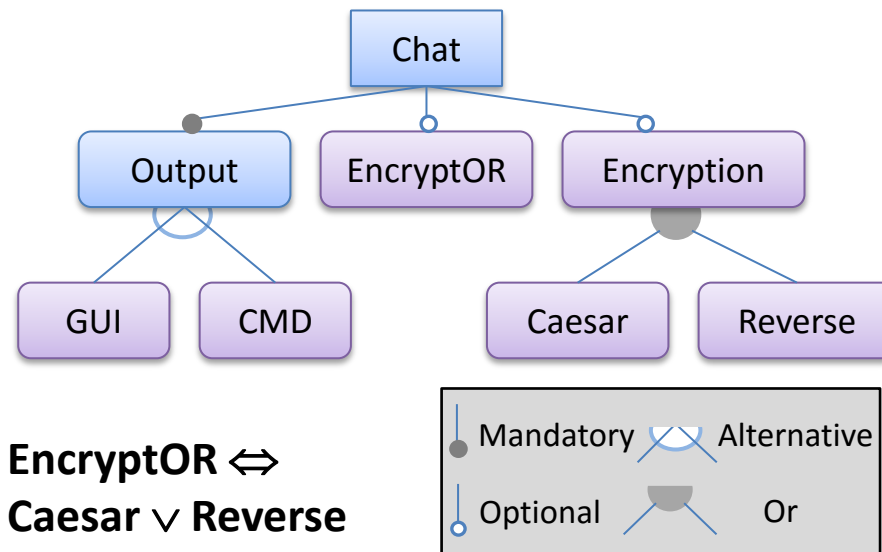 Chat
Output EncryptOR Encryption
GUI CMD Caesar Reverse
EncryptOR ⇔
Caesar ∨ Reverse
Mandatory Alternative
Optional Or